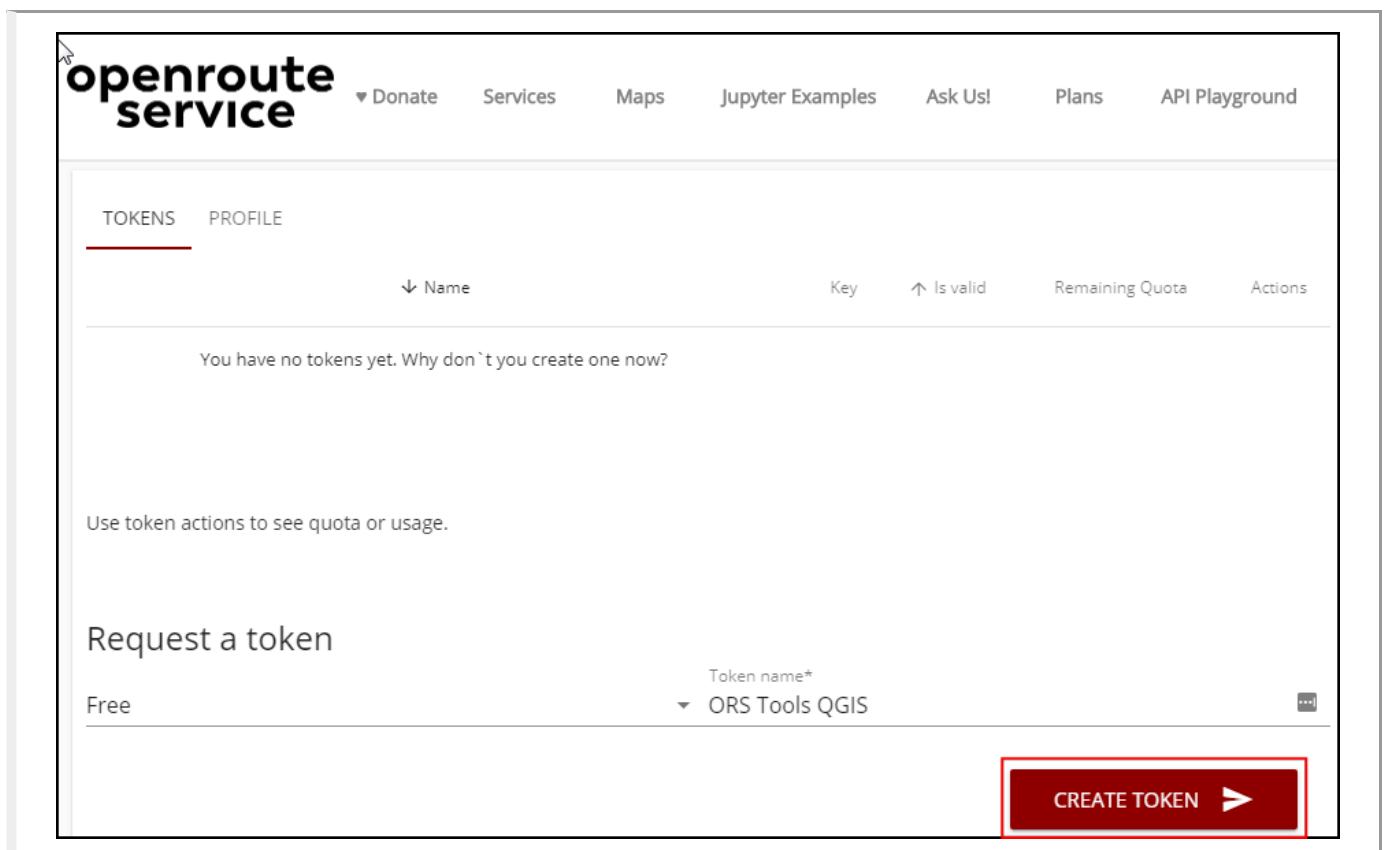 openroute
service
♥ Donate Services Maps Jupyter Examples Ask Us! Plans API Playground
TOKENS PROFILE
↓ Name Key ↑ Is valid Remaining Quota Actions
You have no tokens yet. Why don`t you create one now?
Use token actions to see quota or usage.
Request a token
Token name*
Free ORS Tools QGIS
CREATE TOKEN